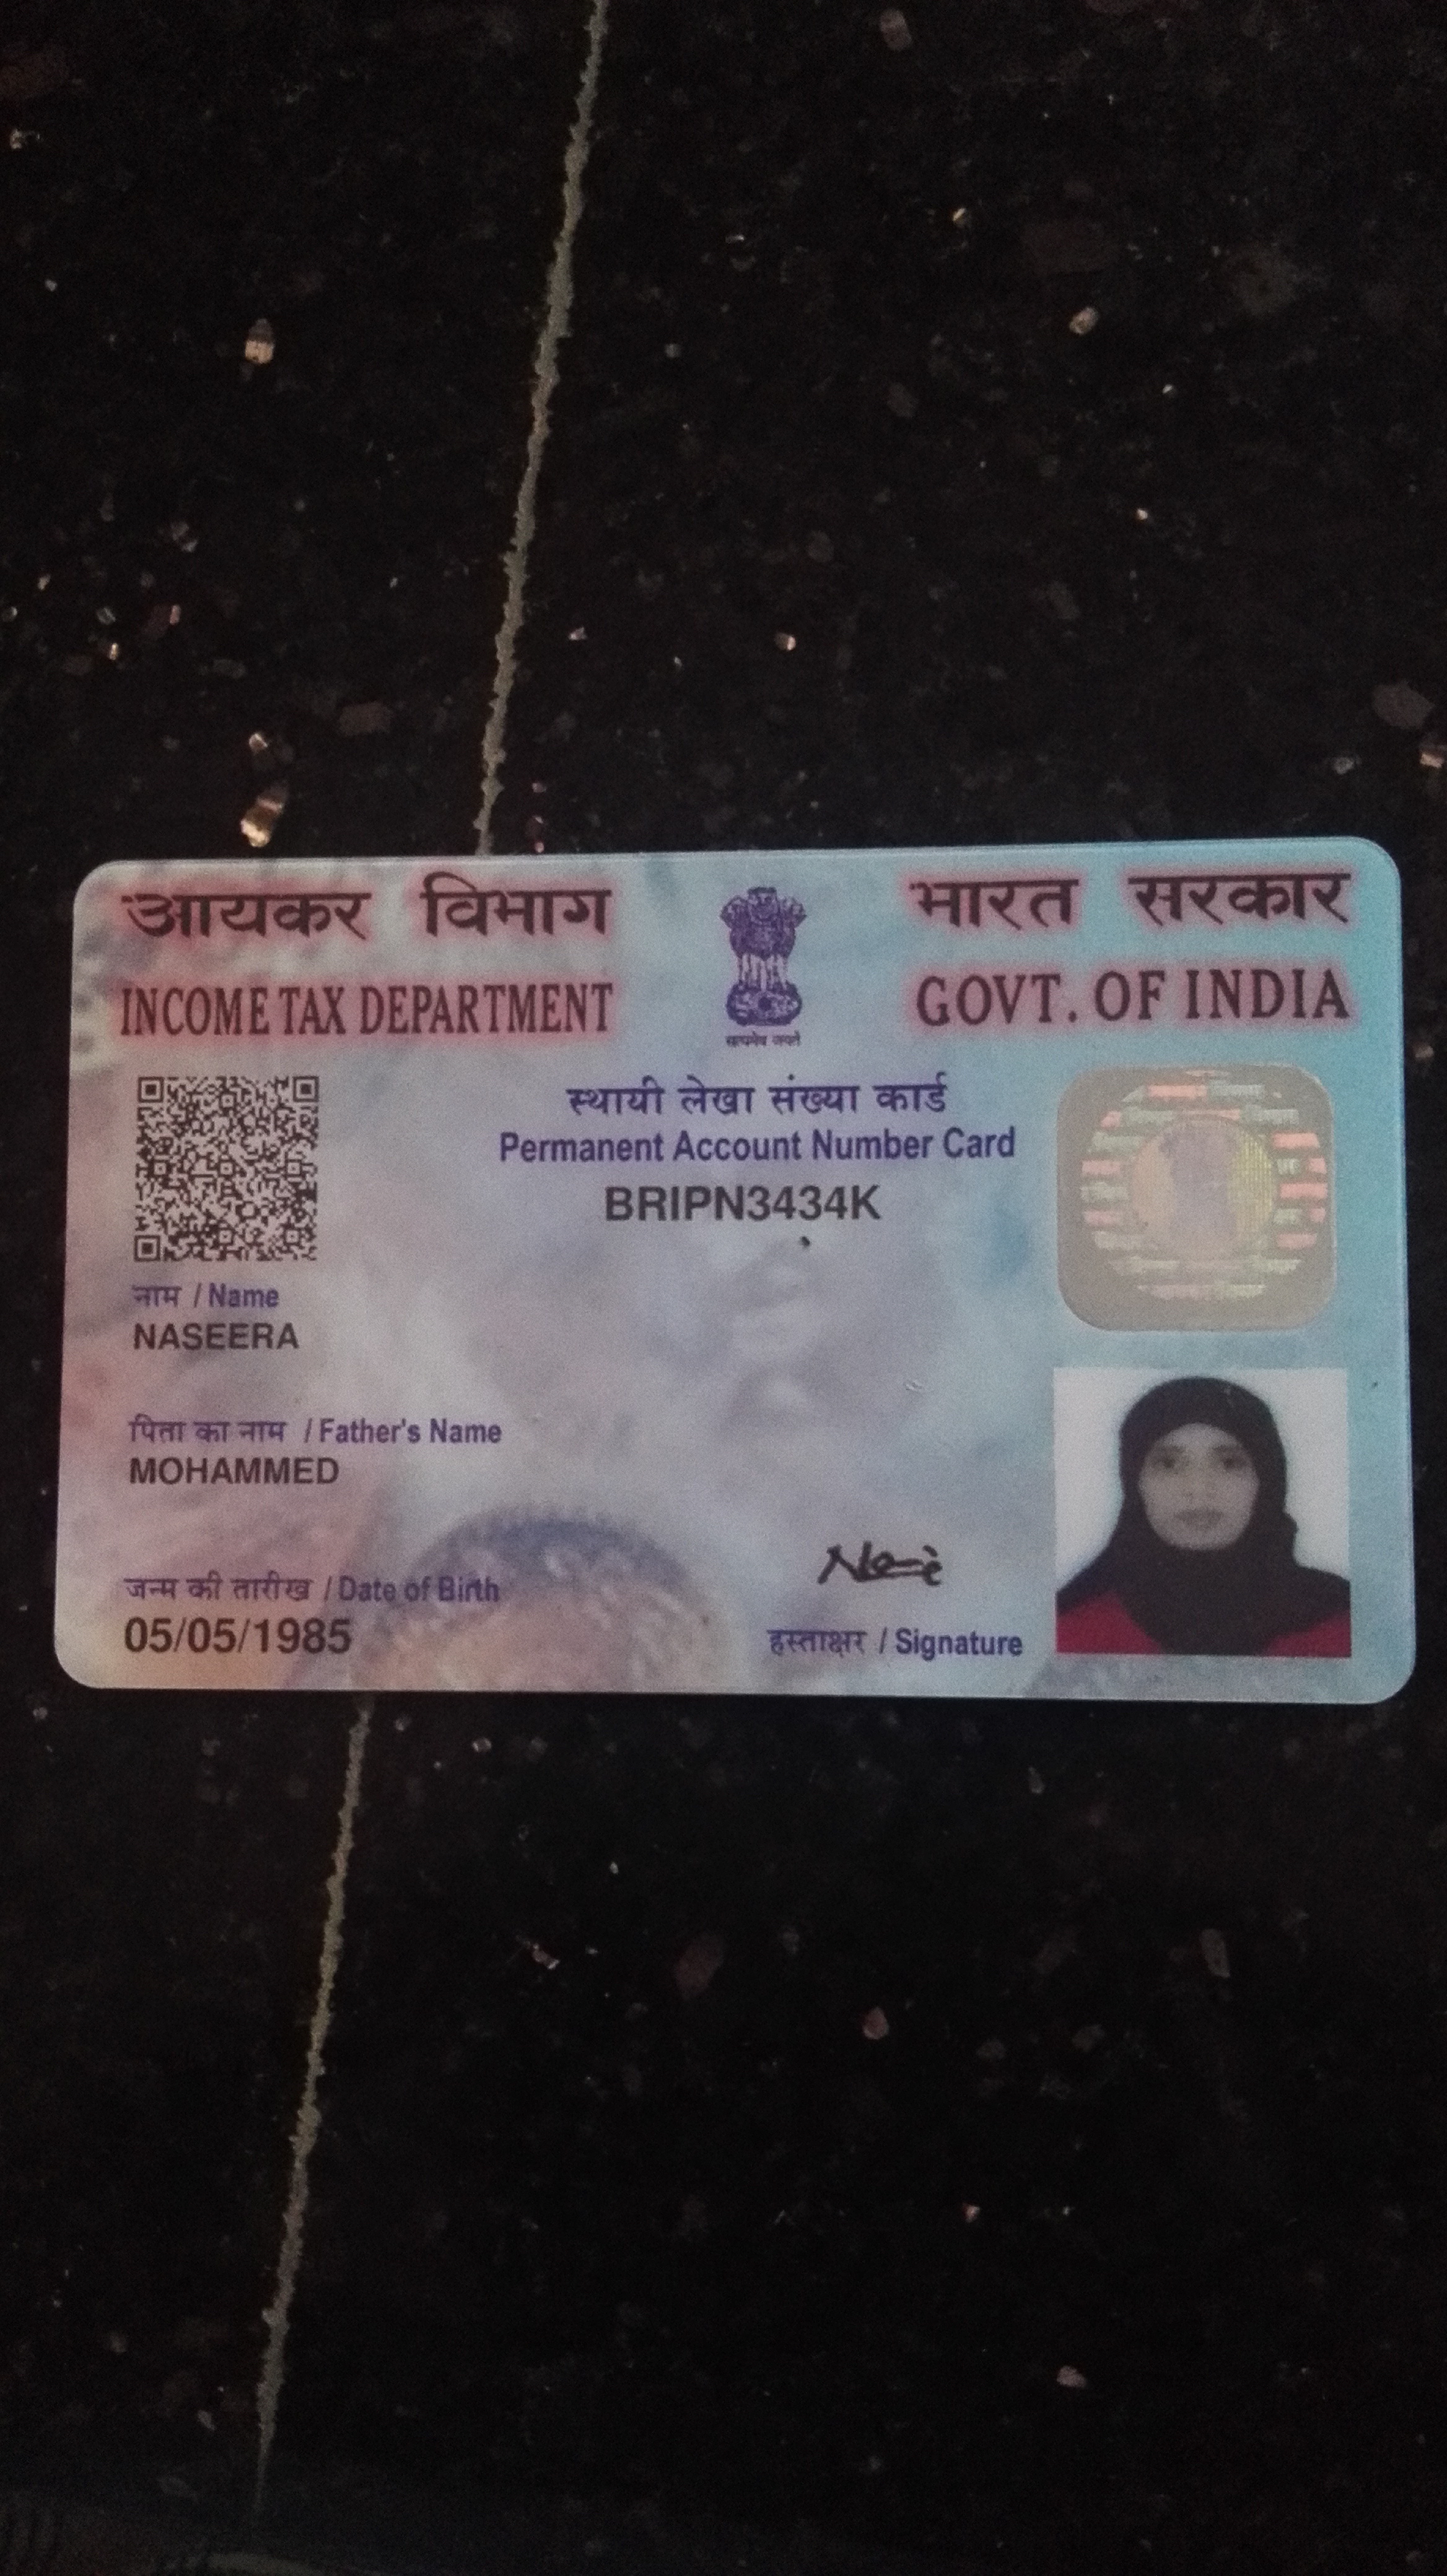 आयकर विभाग
INCOME TAX DEPARTMENT
भारत सरकार
GOVT. OF INDIA
सत्यमेव जयते
स्थायी लेखा संख्या कार्ड
Permanent Account Number Card
BRIPN3434K
नाम / Name
NASEERA
पिता का नाम / Father's Name
MOHAMMED
जन्म की तारीख / Date of Birth
05/05/1985
हस्ताक्षर / Signature